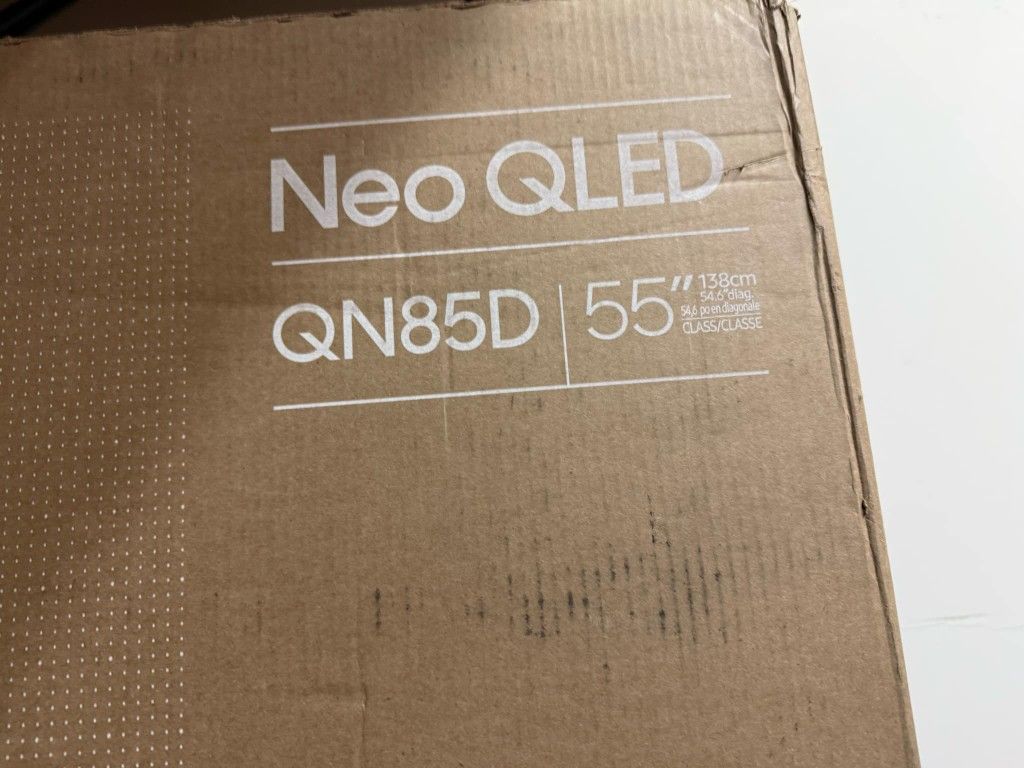 Neo QLED
QN85D
55”
138cm
54.6”diag.
54,6 po en diagonale
CLASS/CLASSE